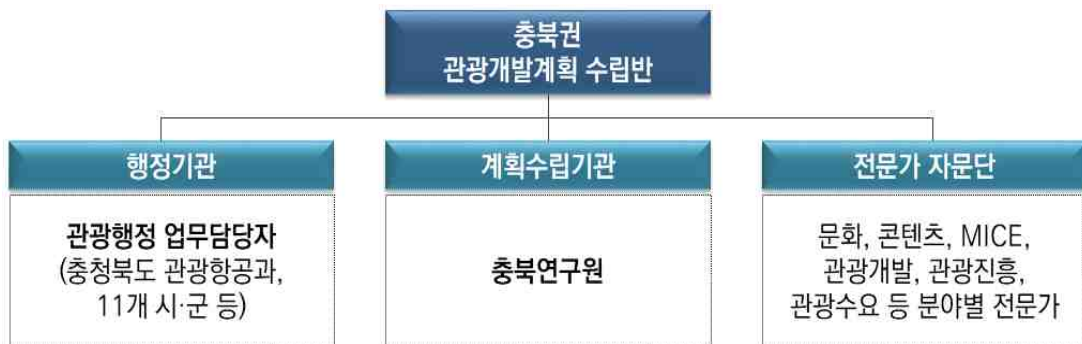 충북권
관광개발계획 수립반
행정기관
관광행정 업무담당자
(충청북도 관광항공과,
11개 시·군 등)
계획수립기관
충북연구원
전문가 자문단
문화, 콘텐츠, MICE,
관광개발, 관광진흥,
관광수요 등 분야별 전문가